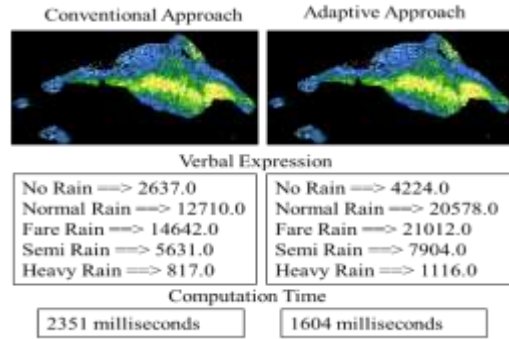 Conventional Approach
Adaptive Approach
Verbal Expression
No Rain ==> 2637.0
Normal Rain ==> 12710.0
Fare Rain ==> 14642.0
Semi Rain ==> 5631.0
Heavy Rain ==> 817.0
No Rain ==> 4224.0
Normal Rain ==> 20578.0
Fare Rain ==> 21012.0
Semi Rain ==> 7904.0
Heavy Rain ==> 1116.0
Computation Time
2351 milliseconds
1604 milliseconds